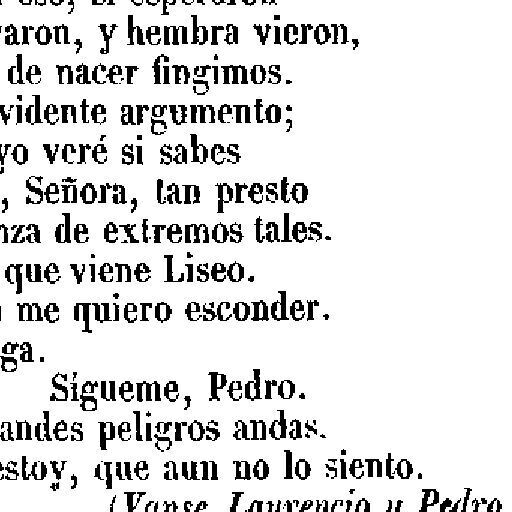 varon, y hembra vieron,
de nacer fingimos.
vidente argumento;
yo veré si sabes
, Señora, tan presto
nza de extremos tales.
que viene Liseo.
me quiero esconder.
ga.
Sígueme, Pedro.
andes peligros andas.
estoy, que aun no lo siento.
(Vanse Laurencio y Pedro